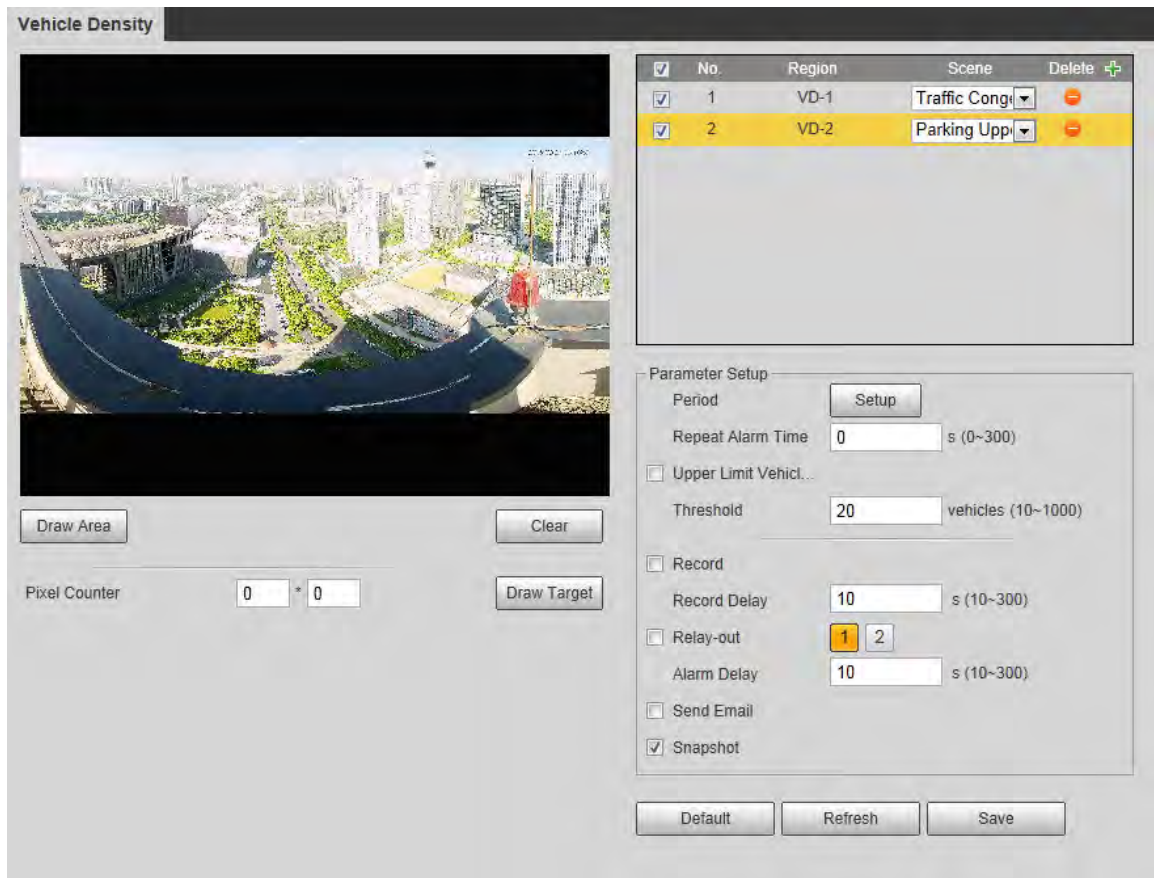 Vehicle Density
No. Region Scene Delete
1 VD-1 Traffic Cong
2 VD-2 Parking Upp
Draw Area Clear
Pixel Counter 0 * 0 Draw Target
Parameter Setup
Period Setup
Repeat Alarm Time 0 s (0~300)
Upper Limit Vehicl...
Threshold 20 vehicles (10~1000)
Record
Record Delay 10 s (10~300)
Relay-out 1 2
Alarm Delay 10 s (10~300)
Send Email
Snapshot
Default Refresh Save